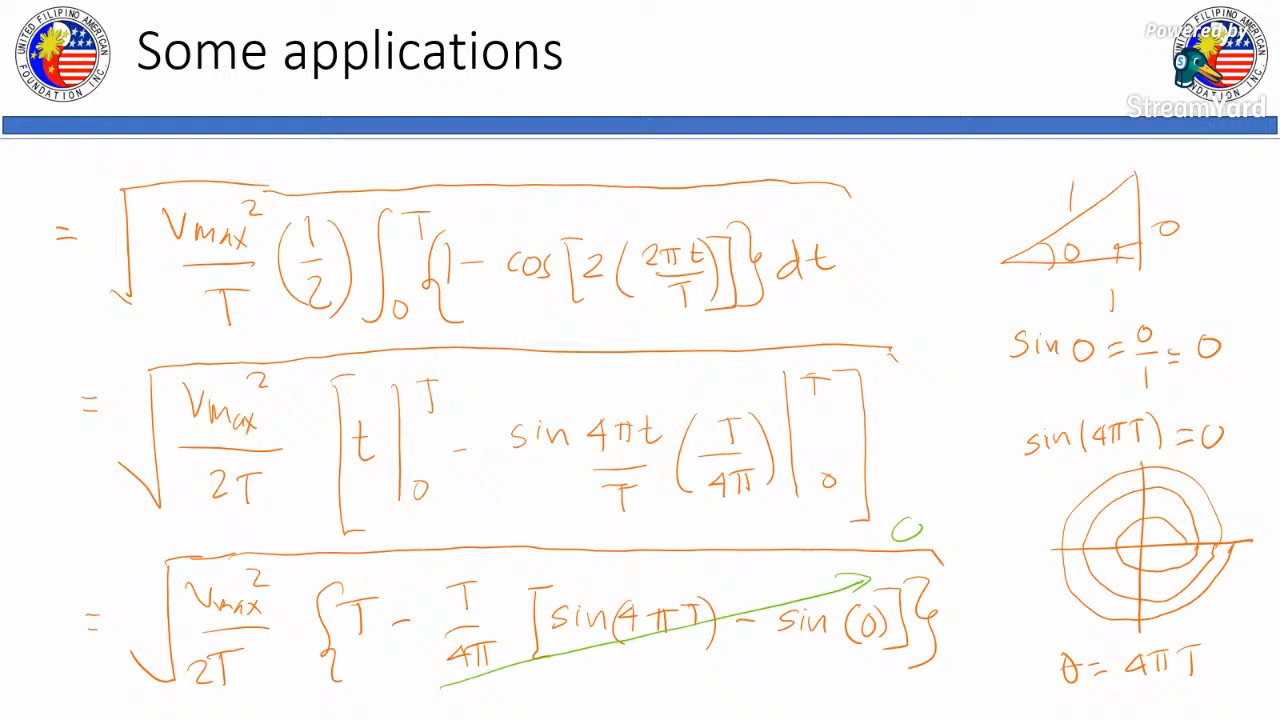 Some applications
UNITED FILIPINO AMERICAN FOUNDATION INC.
Powered by
StreamYard
= √ Vmax² / T (1/2) ∫₀ᵀ {1 - cos[2(2πt/T)]} dt
= √ Vmax² / 2T [t |₀ᵀ - sin 4πt/T (T/4π) |₀ᵀ]
= √ Vmax² / 2T {T - T/4π [sin(4πT) - sin(0)]} 0
1
0
0
1
sin 0 = 0/1 = 0
sin(4πT) = 0
θ = 4πT